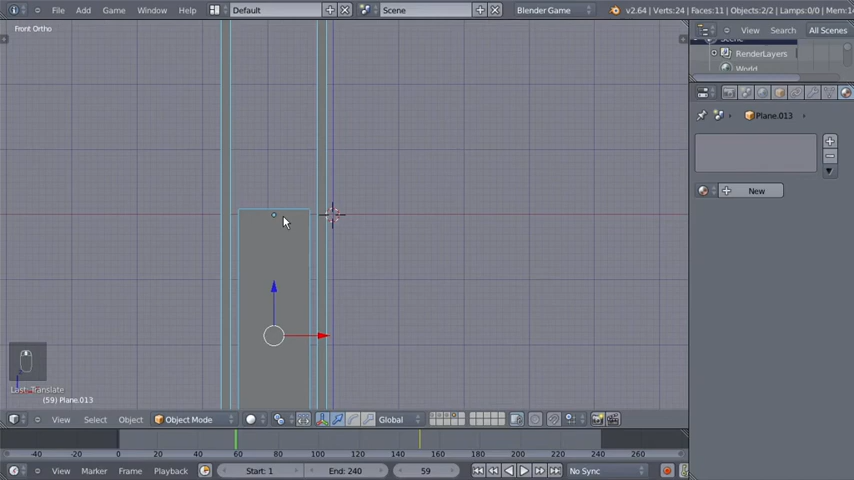 File Add Game Window Help Default Scene Blender Game v2.64 | Verts:24 | Faces:11 | Objects:2/2 | Lamps:0/0 | Mem:1
Front Ortho
View Search All Scenes
RenderLayers
World
Plane.013
New
Last: Translate
(59) Plane.013
View Select Object Object Mode Global
-40 -20 0 20 40 60 80 100 120 140 160 180 200 220 240 260
View Marker Frame Playback Start: 1 End: 240 59 No Sync